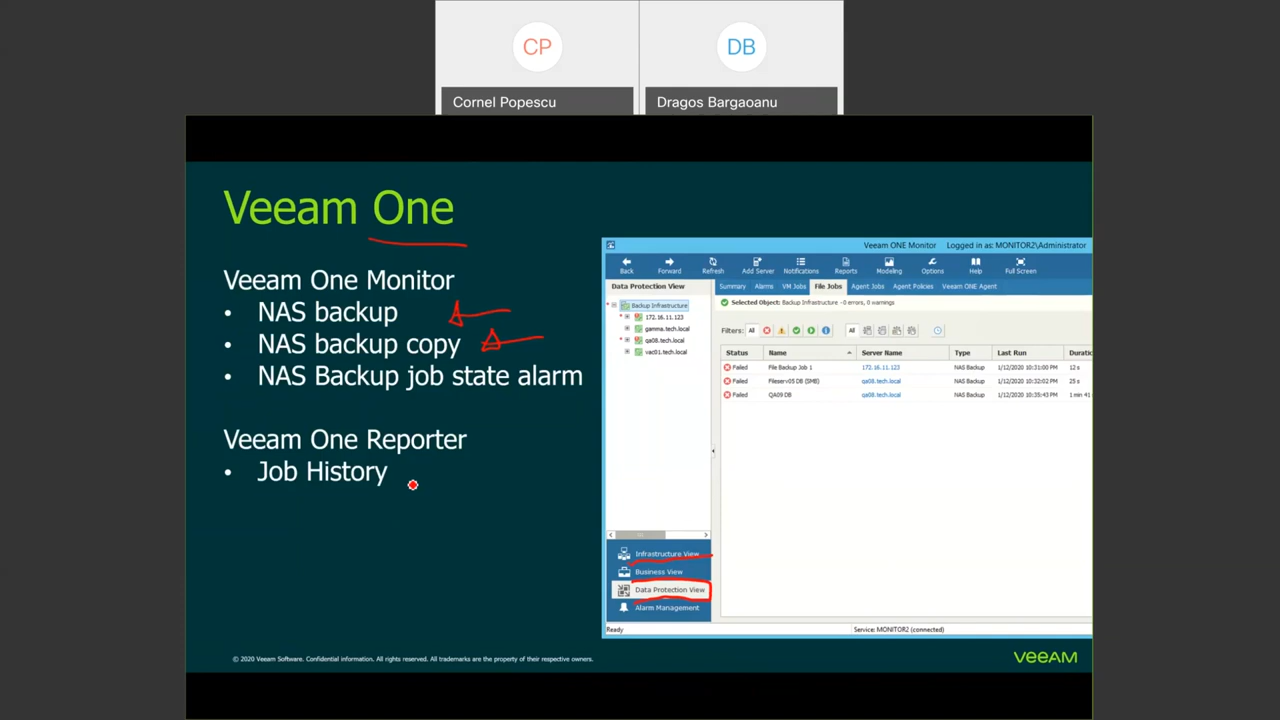 CP
DB
Cornel Popescu
Dragos Bargaoanu
Veeam One
Veeam One Monitor
• NAS backup
• NAS backup copy
• NAS Backup job state alarm
Veeam One Reporter
• Job History
Veeam ONE Monitor Logged in as: MONITOR2\Administrator
Back Forward Refresh Add Server Notifications Reports Modeling Options Help Full Screen
Data Protection View
Summary Alarms VM Jobs File Jobs Agent Jobs Agent Policies Veeam ONE Agent
Backup Infrastructure
172.16.11.123
gamma.tech.local
qa08.tech.local
vac01.tech.local
Selected Object: Backup Infrastructure - 0 errors, 0 warnings
Filters: All All
Status Name Server Name Type Last Run Duratio
Failed File Backup Job 1 172.16.11.123 NAS Backup 1/12/2020 10:31:00 PM 12 s
Failed Fileserv05 DB (SMB) qa08.tech.local NAS Backup 1/12/2020 10:32:02 PM 25 s
Failed QA09 DB qa08.tech.local NAS Backup 1/12/2020 10:35:43 PM 1 min 41
Infrastructure View
Business View
Data Protection View
Alarm Management
Ready Service: MONITOR2 (connected)
© 2020 Veeam Software. Confidential information. All rights reserved. All trademarks are the property of their respective owners.
VEEAM